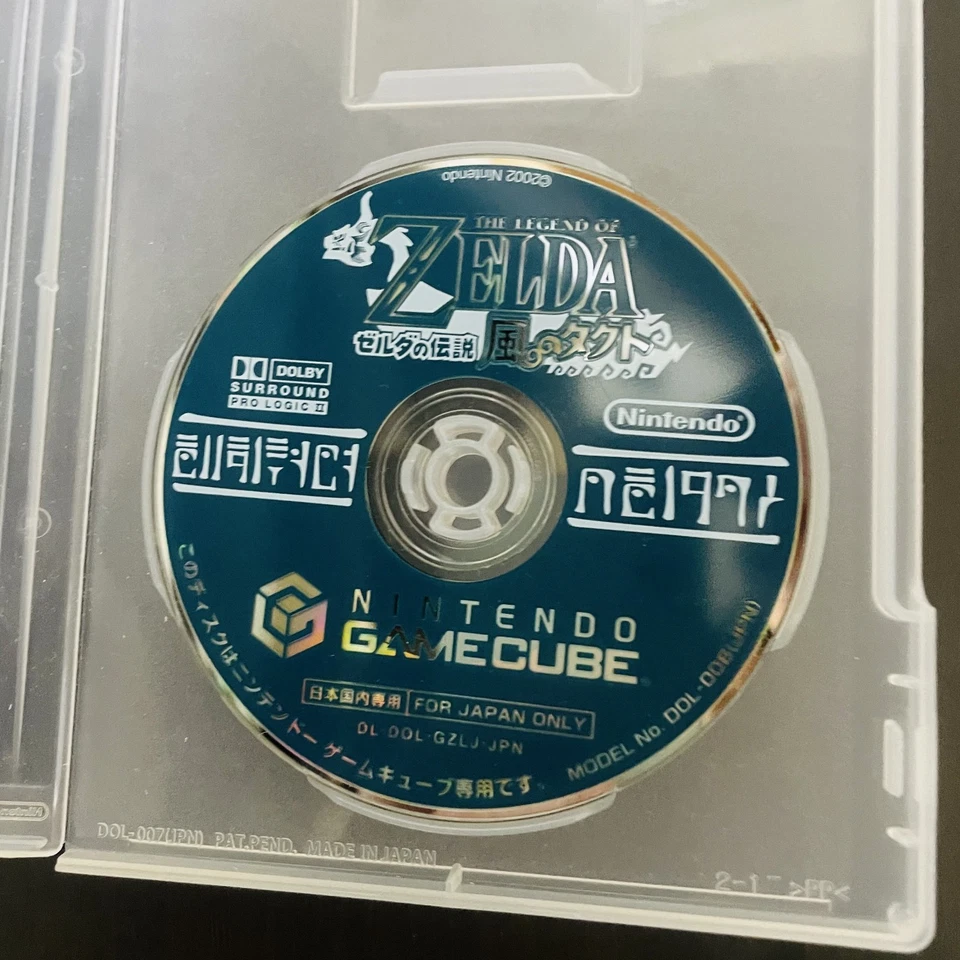 ©2002 Nintendo
THE LEGEND OF
ZELDA
ゼルダの伝説 風のタクト
DOLBY
SURROUND
PRO LOGIC II
Nintendo®
NINTENDO
GAMECUBE
日本国内専用 FOR JAPAN ONLY
DL-DOL-GZLJ-JPN
このディスクはニンテンドーゲームキューブ専用です
MODEL No. DOL-008(JPN)
DOL-007(JPN) PAT.PEND. MADE IN JAPAN
>PP<